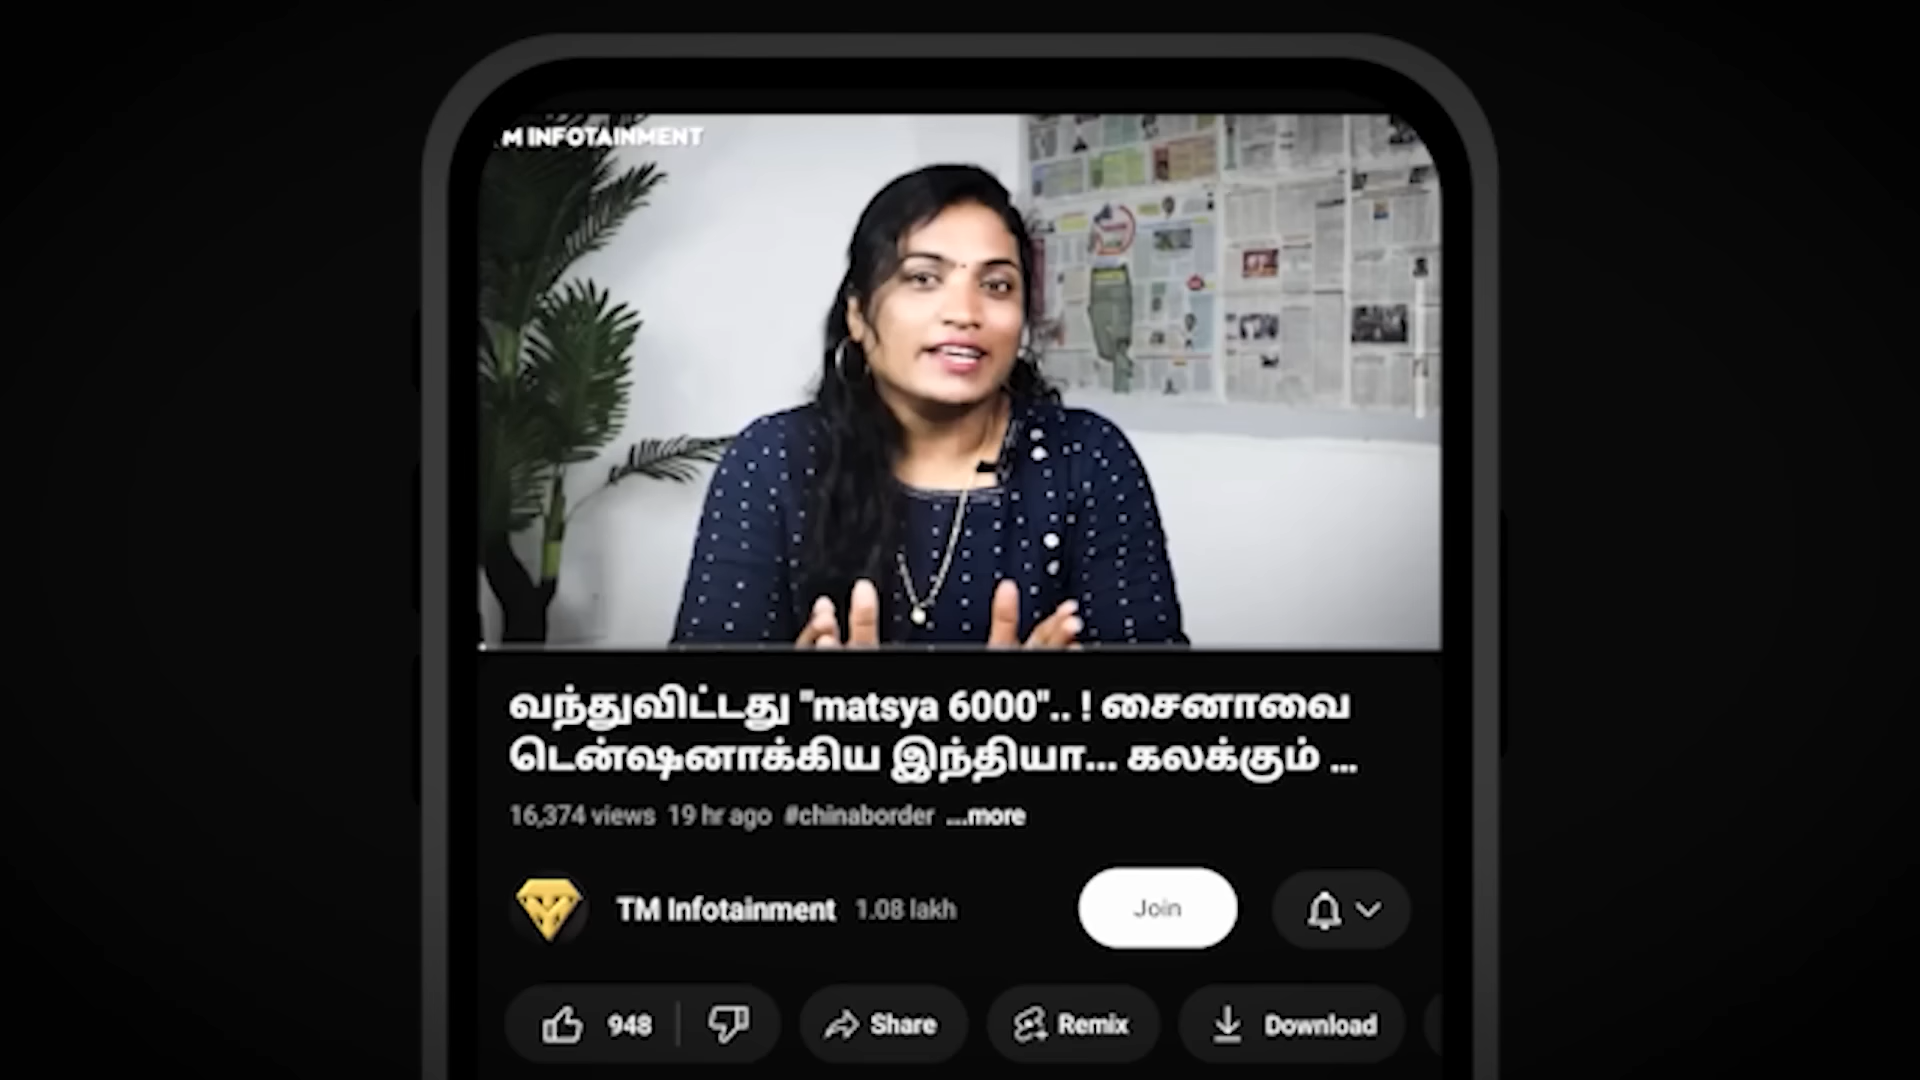 M INFOTAINMENT
வந்துவிட்டது "matsya 6000".. ! சைனாவை
டென்ஷனாக்கிய இந்தியா... கலக்கும் ...
16,374 views 19 hr ago #chinaborder ...more
TM Infotainment 1.08 lakh
Join
948
Share
Remix
Download